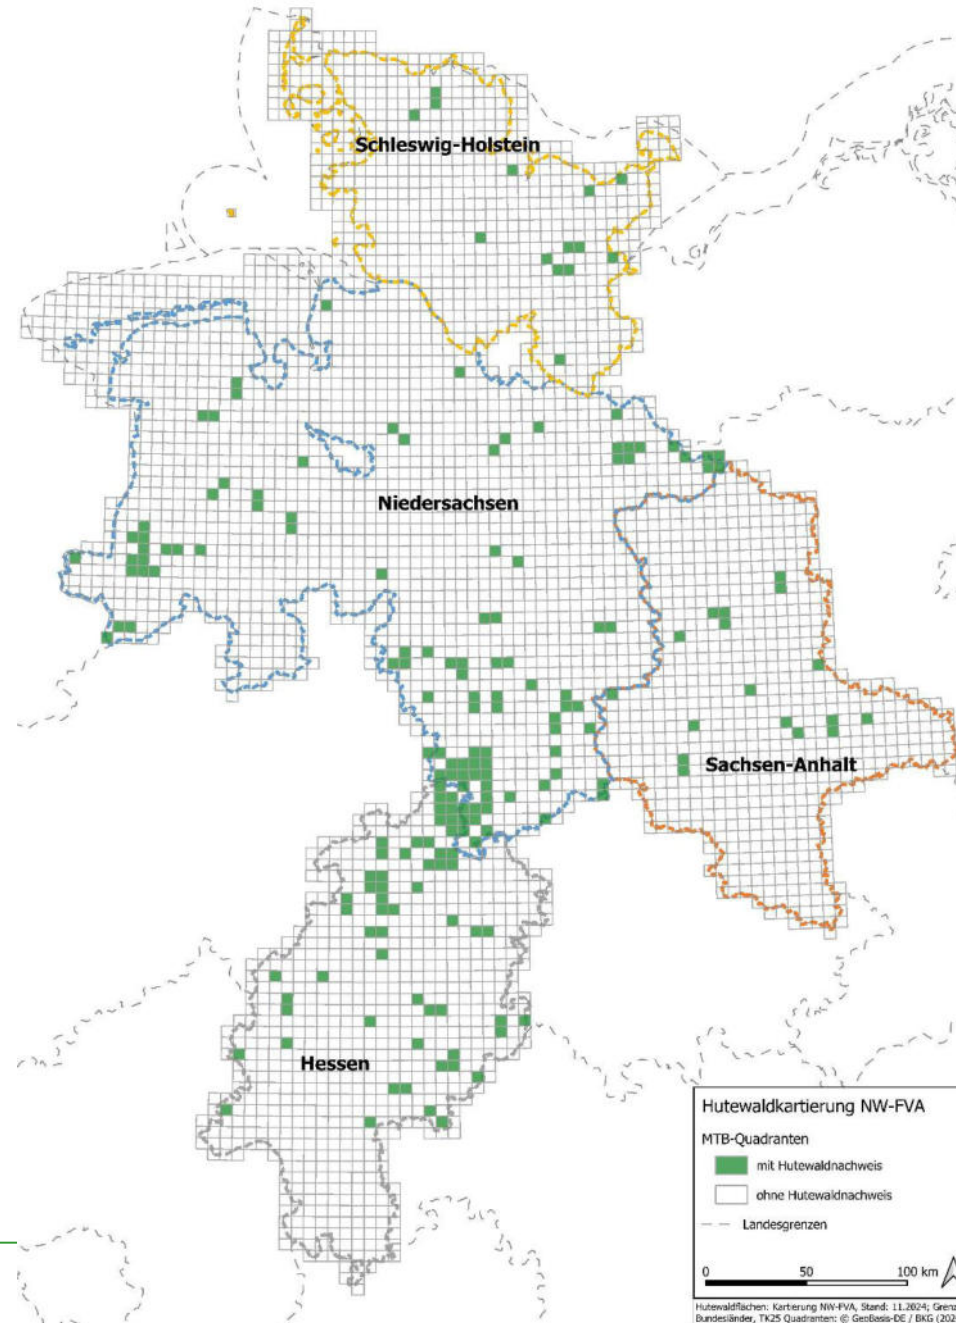 Schleswig-Holstein
Niedersachsen
Sachsen-Anhalt
Hessen
Hutewaldkartierung NW-FVA
MTB-Quadranten
mit Hutewaldnachweis
ohne Hutewaldnachweis
Landesgrenzen
0 50 100 km
Hutewaldflächen: Kartierung NW-FVA, Stand: 11.2024; Grenz
Bundesländer, TK25 Quadranten: © GeoBasis-DE / BKG (202